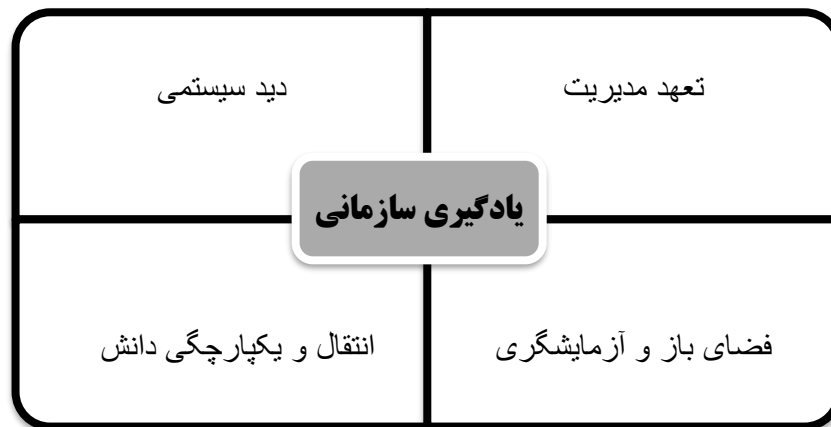 تعهد مدیریت
دید سیستمی
یادگیری سازمانی
فضای باز و آزمایشگری
انتقال و یکپارچگی دانش